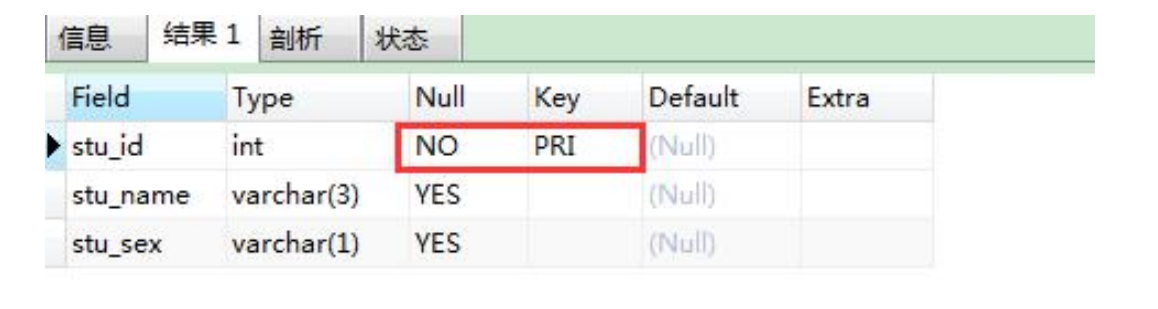 信息 结果 1 剖析 状态
Field Type Null Key Default Extra
stu_id int NO PRI (Null)
stu_name varchar(3) YES (Null)
stu_sex varchar(1) YES (Null)